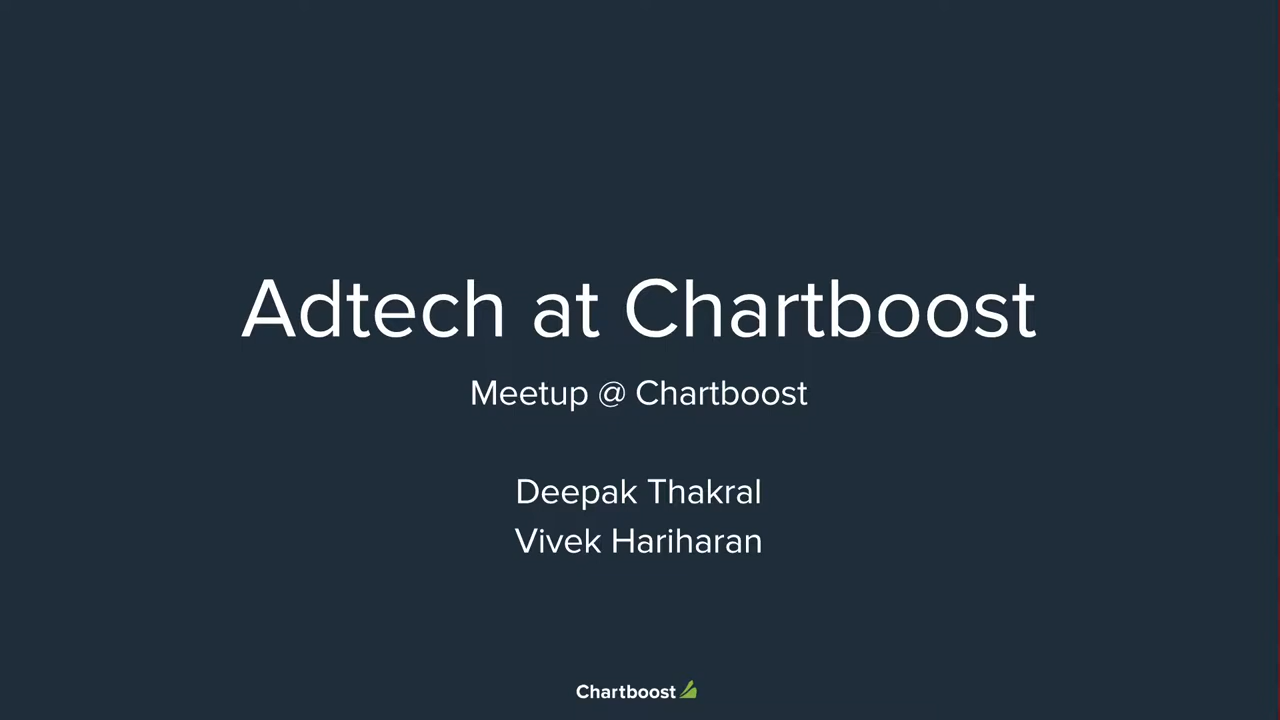 Adtech at Chartboost
Meetup @ Chartboost
Deepak Thakral
Vivek Hariharan
Chartboost